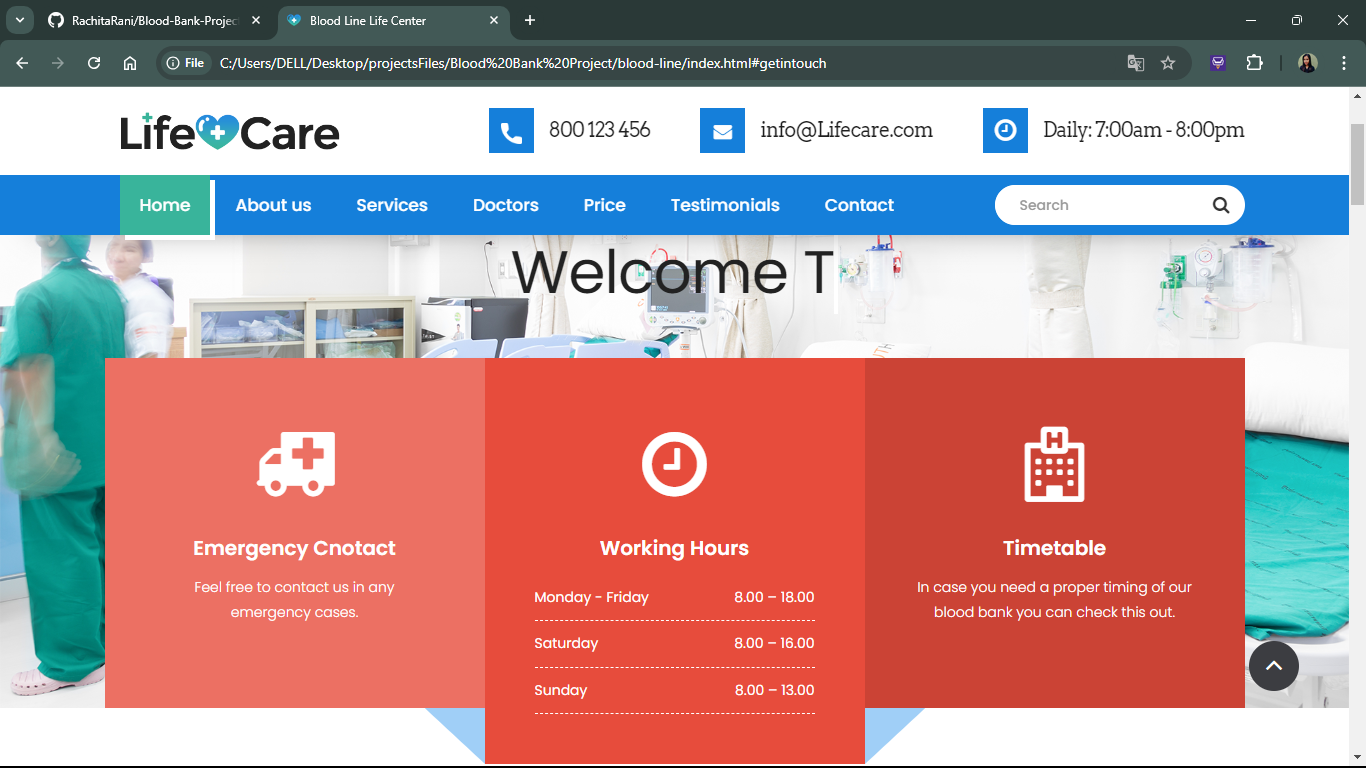 RachitaRani/Blood-Bank-Projec
Blood Line Life Center
File
C:/Users/DELL/Desktop/projectsFiles/Blood%20Bank%20Project/blood-line/index.html#getintouch
Life Care
800 123 456
info@Lifecare.com
Daily: 7:00am - 8:00pm
Home
About us
Services
Doctors
Price
Testimonials
Contact
Search
Welcome T
H
Emergency Cnotact
Feel free to contact us in any
emergency cases.
Working Hours
Monday - Friday 8.00 – 18.00
Saturday 8.00 – 16.00
Sunday 8.00 – 13.00
Timetable
In case you need a proper timing of our
blood bank you can check this out.